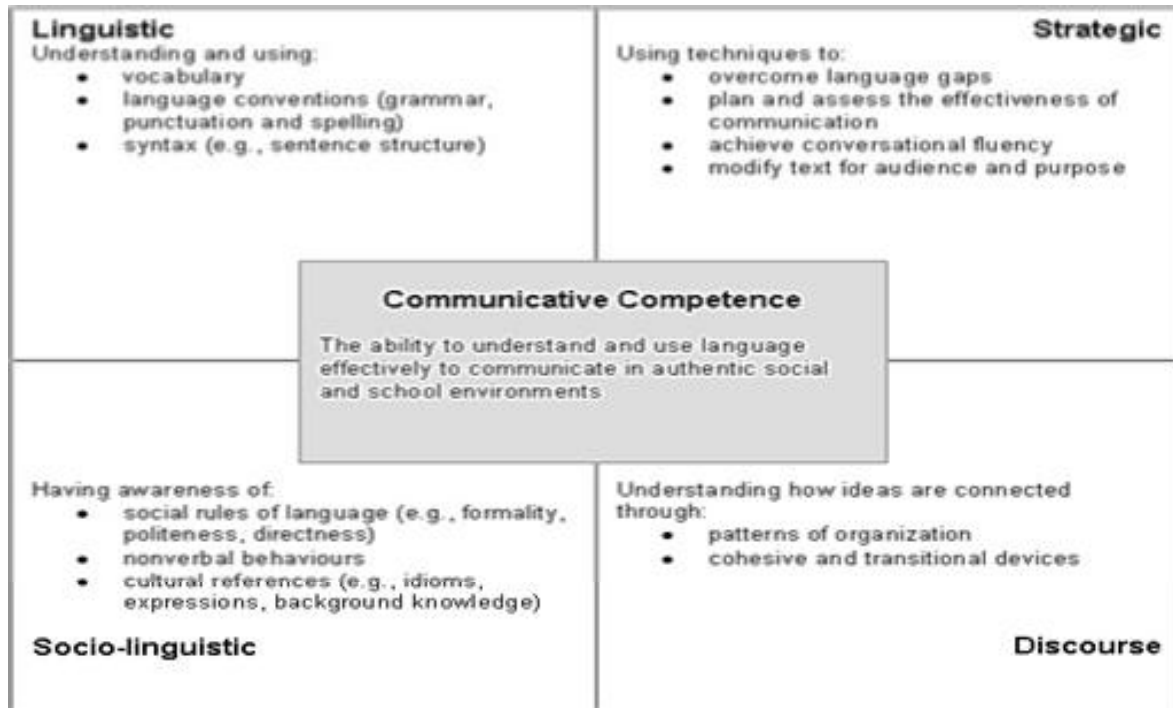 Linguistic
Understanding and using:
• vocabulary
• language conventions (grammar,
punctuation and spelling)
• syntax (e.g., sentence structure)
Strategic
Using techniques to:
• overcome language gaps
• plan and assess the effectiveness of
communication
• achieve conversational fluency
• modify text for audience and purpose
Communicative Competence
The ability to understand and use language
effectively to communicate in authentic social
and school environments
Having awareness of:
• social rules of language (e.g., formality,
politeness, directness)
• nonverbal behaviours
• cultural references (e.g., idioms,
expressions, background knowledge)
Socio-linguistic
Understanding how ideas are connected
through:
• patterns of organization
• cohesive and transitional devices
Discourse